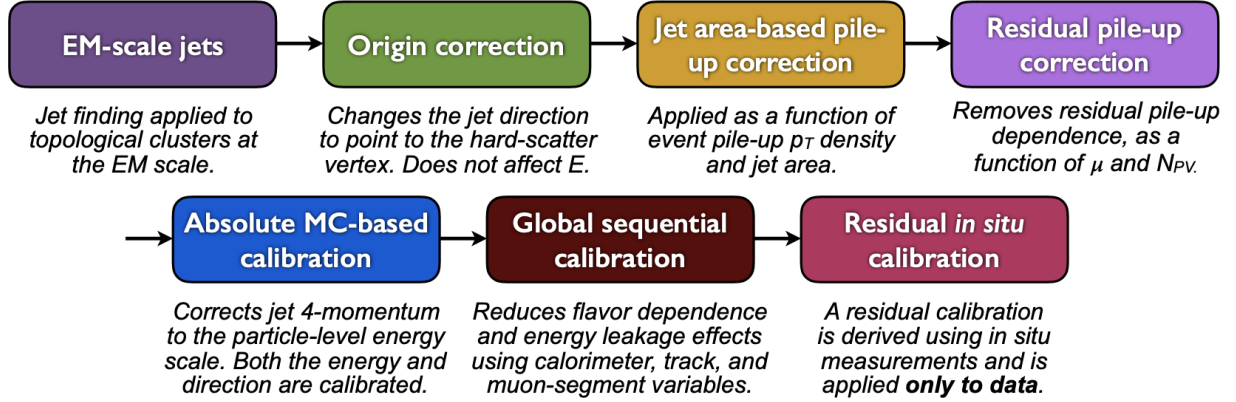 EM-scale jets
Origin correction
Jet area-based pile-
up correction
Residual pile-up
correction
Jet finding applied to
topological clusters at
the EM scale.
Changes the jet direction
to point to the hard-scatter
vertex. Does not affect E.
Applied as a function of
event pile-up pT density
and jet area.
Removes residual pile-up
dependence, as a
function of µ and NPV.
Absolute MC-based
calibration
Global sequential
calibration
Residual in situ
calibration
Corrects jet 4-momentum
to the particle-level energy
scale. Both the energy and
direction are calibrated.
Reduces flavor dependence
and energy leakage effects
using calorimeter, track, and
muon-segment variables.
A residual calibration
is derived using in situ
measurements and is
applied only to data.